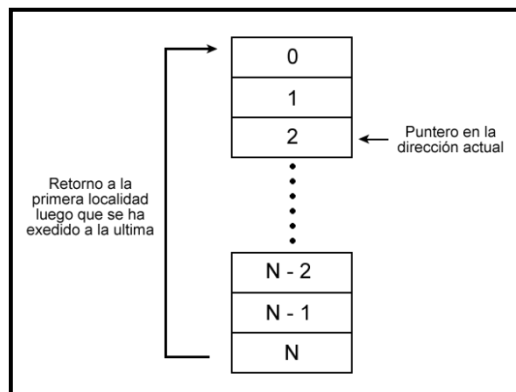 0
1
2
Puntero en la
dirección actual
Retorno a la
primera localidad
luego que se ha
exedido a la ultima
N - 2
N - 1
N